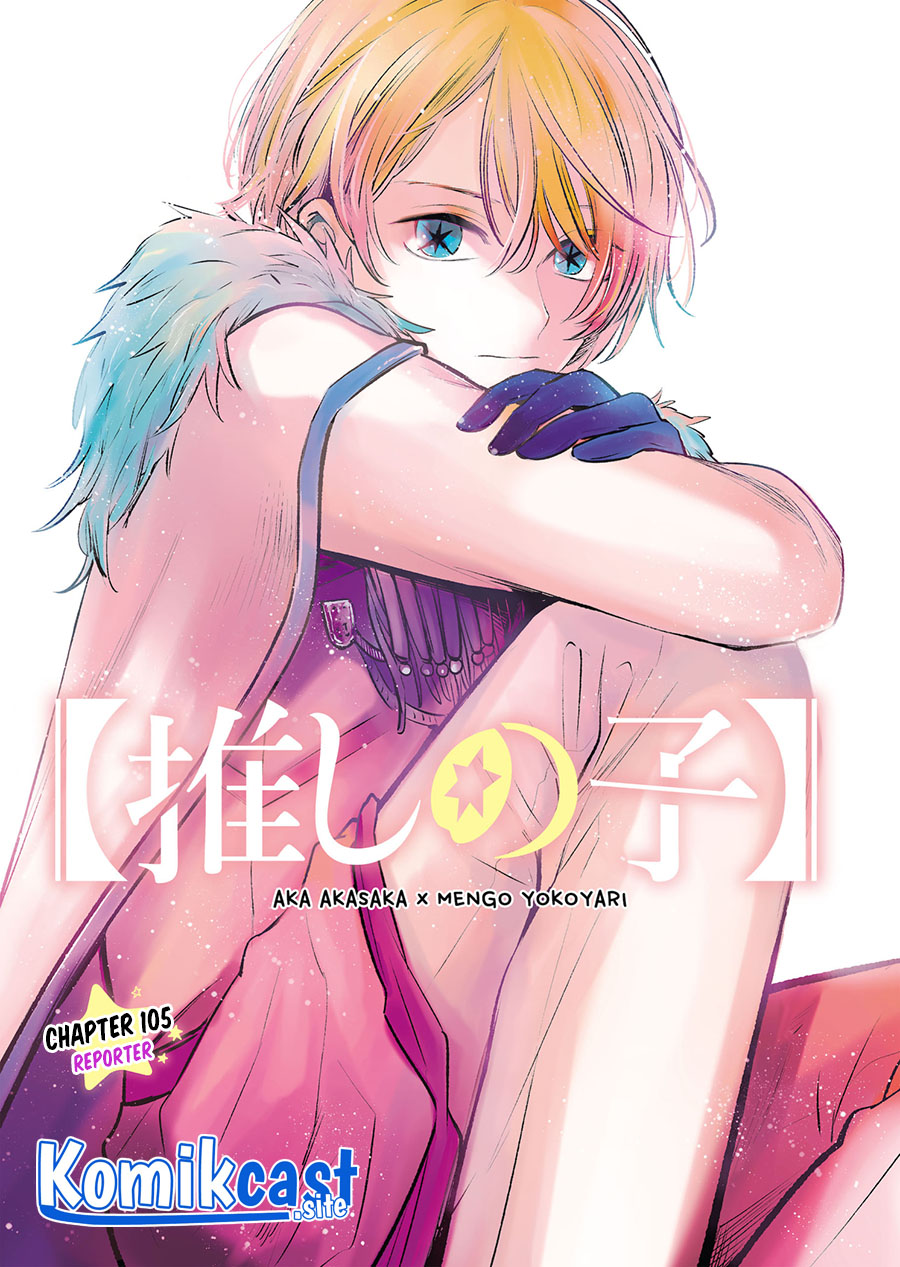 【推しの子】
AKA AKASAKA x MENGO YOKOYARI
CHAPTER 105
REPORTER
Komikcast
.site